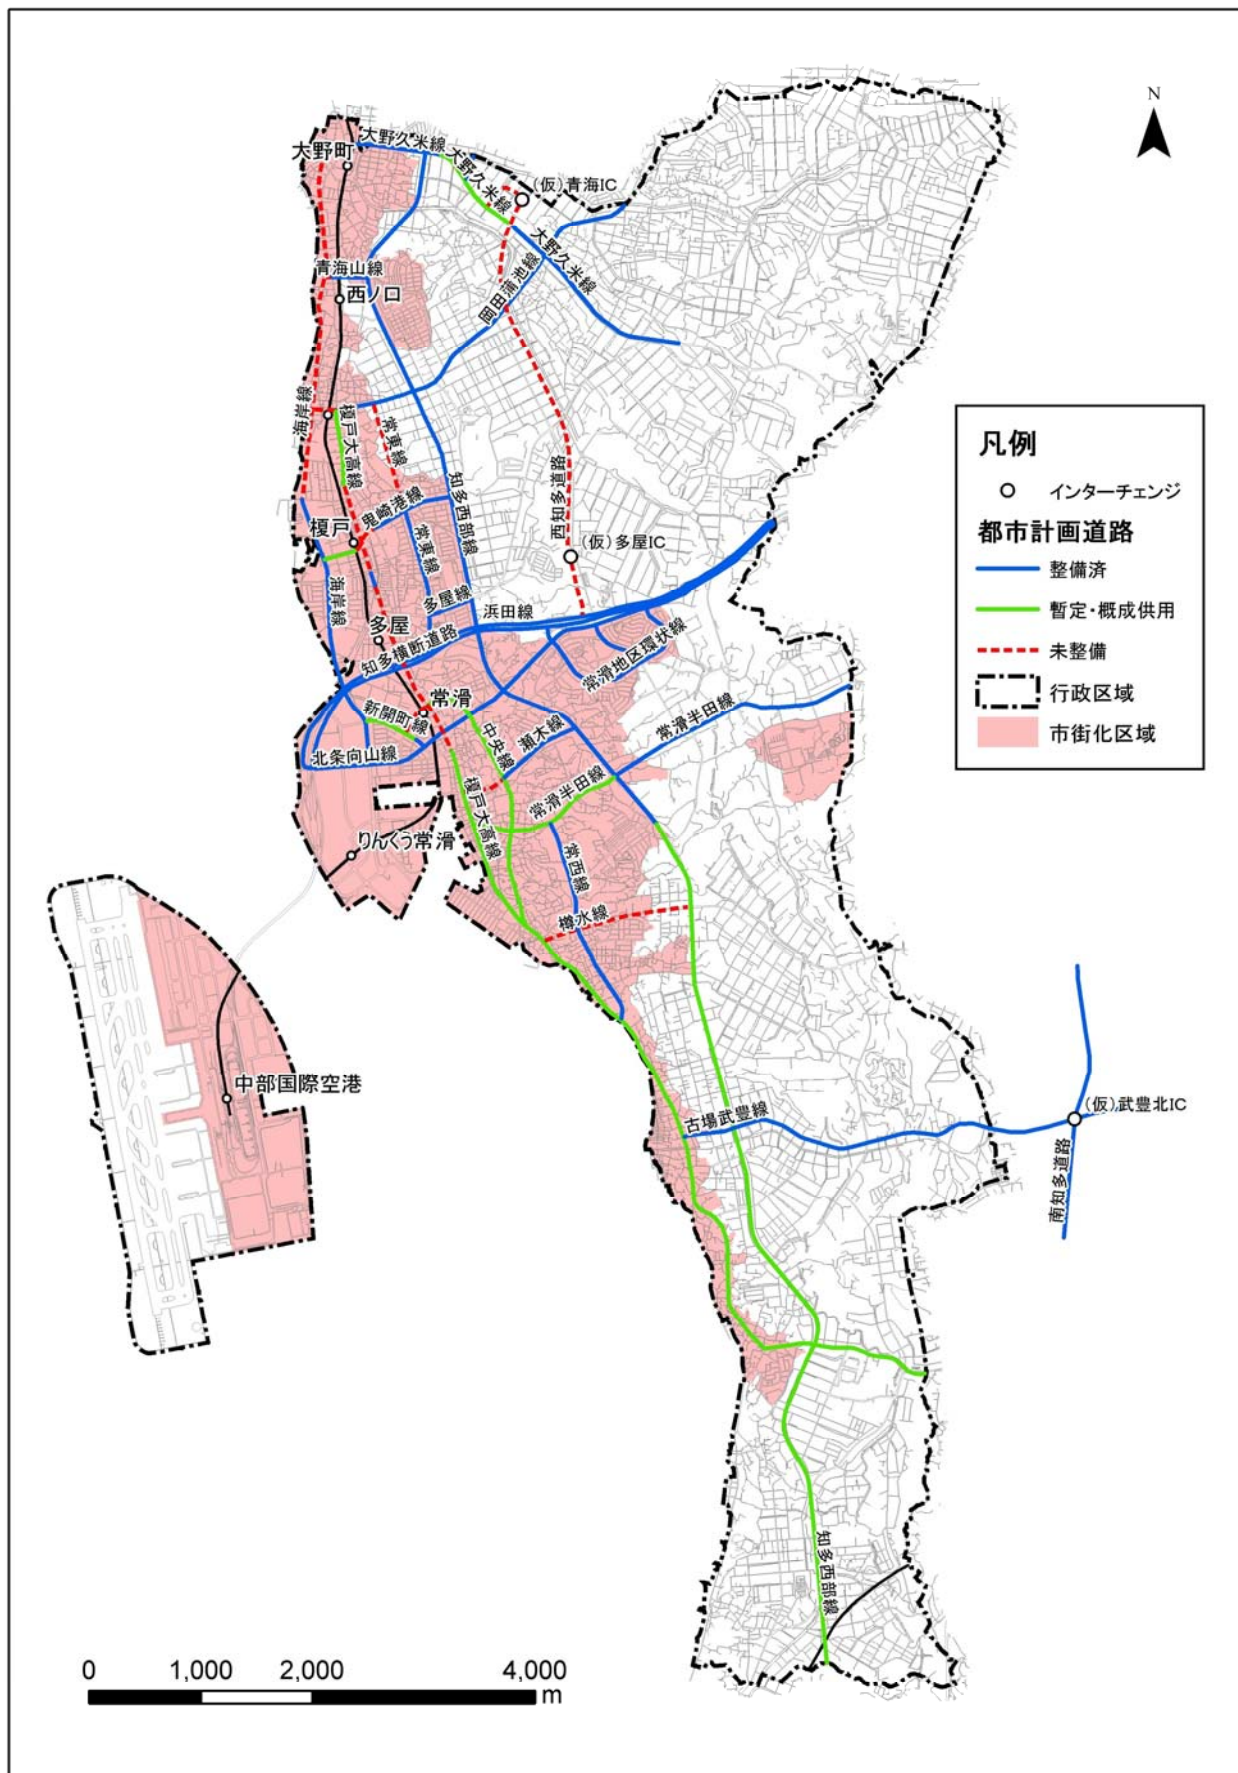 N
大野久米線
大野町
大野久米線
(仮)青海IC
大野久米線
青海山線
西ノ口
岡田蒲池線
海岸線
榎戸大高線
常東線
知多西部線
西知多道路
鬼崎港線
榎戸
常東線
(仮)多屋IC
海岸線
多屋線
浜田線
多屋
知多横断道路
常滑地区環状線
常滑
新開町線
中央線
瀬木線
常滑半田線
北条向山線
常滑半田線
榎戸大高線
りんくう常滑
常西線
樽水線
中部国際空港
古場武豊線
(仮)武豊北IC
南知多道路
知多西部線
凡例
インターチェンジ
都市計画道路
整備済
暫定・概成供用
未整備
行政区域
市街化区域
0 1,000 2,000 4,000
m